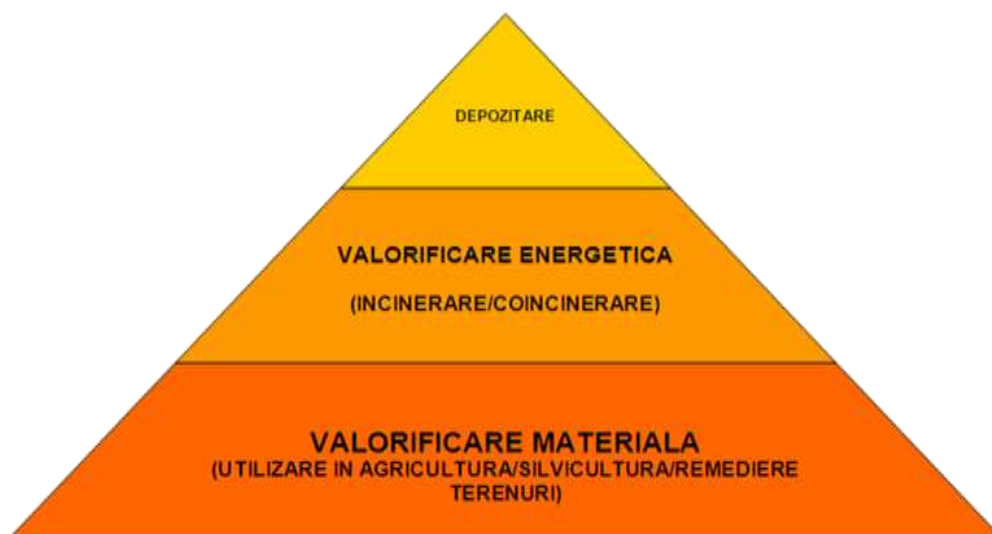 DEPOZITARE
VALORIFICARE ENERGETICA
(INCINERARE/COINCINERARE)
VALORIFICARE MATERIALA
(UTILIZARE IN AGRICULTURA/SILVICULTURA/REMEDIERE
TERENURI)